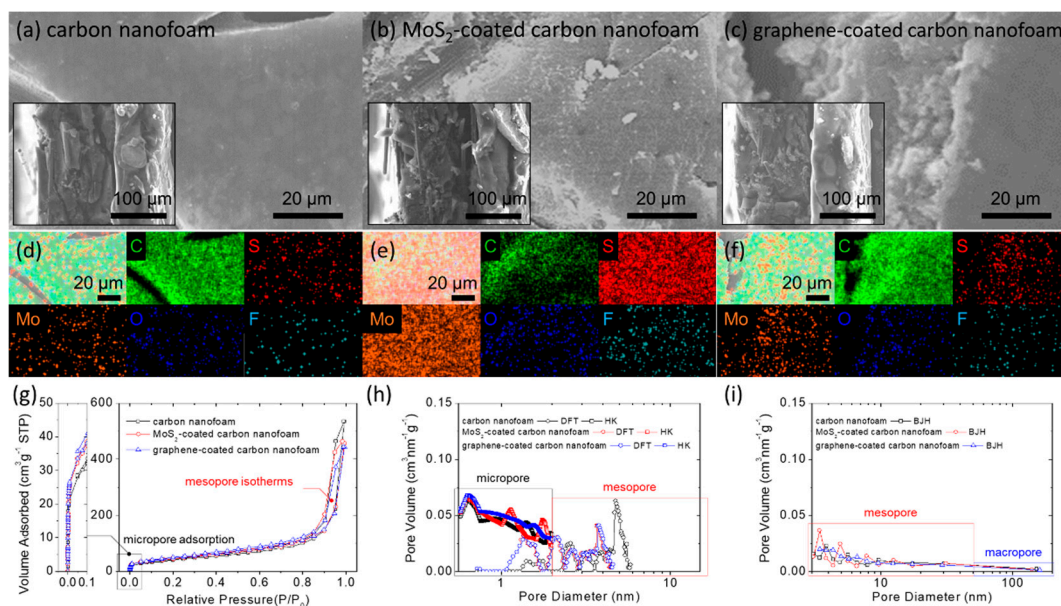 (a) carbon nanofoam
100 µm
20 µm
(b) MoS2-coated carbon nanofoam
100 µm
20 µm
(c) graphene-coated carbon nanofoam
100 µm
20 µm
(d)
20 µm
C
S
Mo
O
F
(e)
20 µm
C
S
Mo
O
F
(f)
20 µm
C
S
Mo
O
F
(g)
Volume Adsorbed (cm3g-1 STP)
50
40
30
20
10
0
0.0 0.1
600
400
200
0
carbon nanofoam
MoS2-coated carbon nanofoam
graphene-coated carbon nanofoam
mesopore isotherms
micropore adsorption
0.0 0.2 0.4 0.6 0.8 1.0
Relative Pressure(P/P0)
(h)
Pore Volume (cm3nm-1g-1)
0.15
0.10
0.05
0.00
carbon nanofoam DFT HK
MoS2-coated carbon nanofoam DFT HK
graphene-coated carbon nanofoam DFT HK
micropore
mesopore
1 10
Pore Diameter (nm)
(i)
Pore Volume (cm3nm-1g-1)
0.15
0.10
0.05
0.00
carbon nanofoam BJH
MoS2-coated carbon nanofoam BJH
graphene-coated carbon nanofoam BJH
mesopore
macropore
10 100
Pore Diameter (nm)